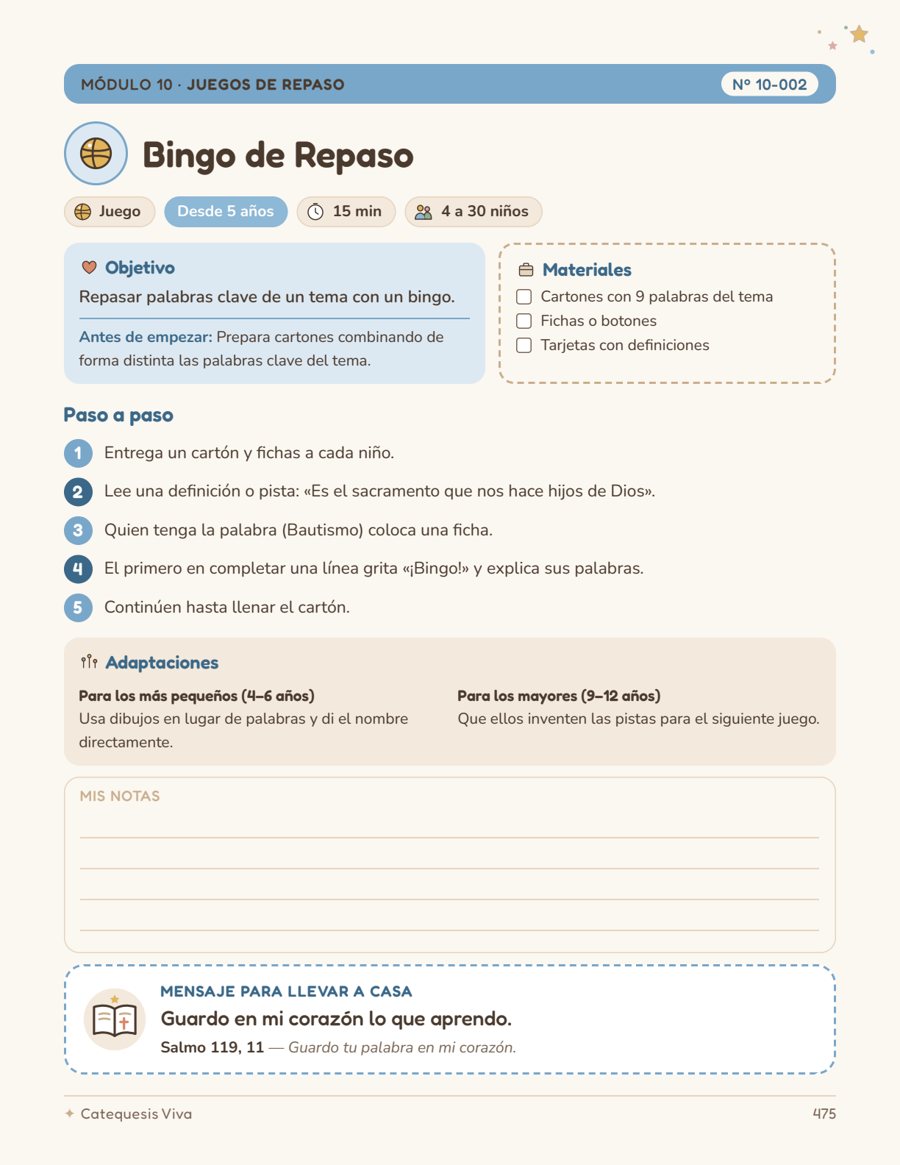 MÓDULO 10 · JUEGOS DE REPASO
Nº 10-002
Bingo de Repaso
Juego
Desde 5 años
15 min
4 a 30 niños
Objetivo
Repasar palabras clave de un tema con un bingo.
Antes de empezar: Prepara cartones combinando de
forma distinta las palabras clave del tema.
Materiales
Cartones con 9 palabras del tema
Fichas o botones
Tarjetas con definiciones
Paso a paso
1 Entrega un cartón y fichas a cada niño.
2 Lee una definición o pista: «Es el sacramento que nos hace hijos de Dios».
3 Quien tenga la palabra (Bautismo) coloca una ficha.
4 El primero en completar una línea grita «¡Bingo!» y explica sus palabras.
5 Continúen hasta llenar el cartón.
Adaptaciones
Para los más pequeños (4–6 años)
Usa dibujos en lugar de palabras y di el nombre
directamente.
Para los mayores (9–12 años)
Que ellos inventen las pistas para el siguiente juego.
MIS NOTAS
MENSAJE PARA LLEVAR A CASA
Guardo en mi corazón lo que aprendo.
Salmo 119, 11 — Guardo tu palabra en mi corazón.
Catequesis Viva
475